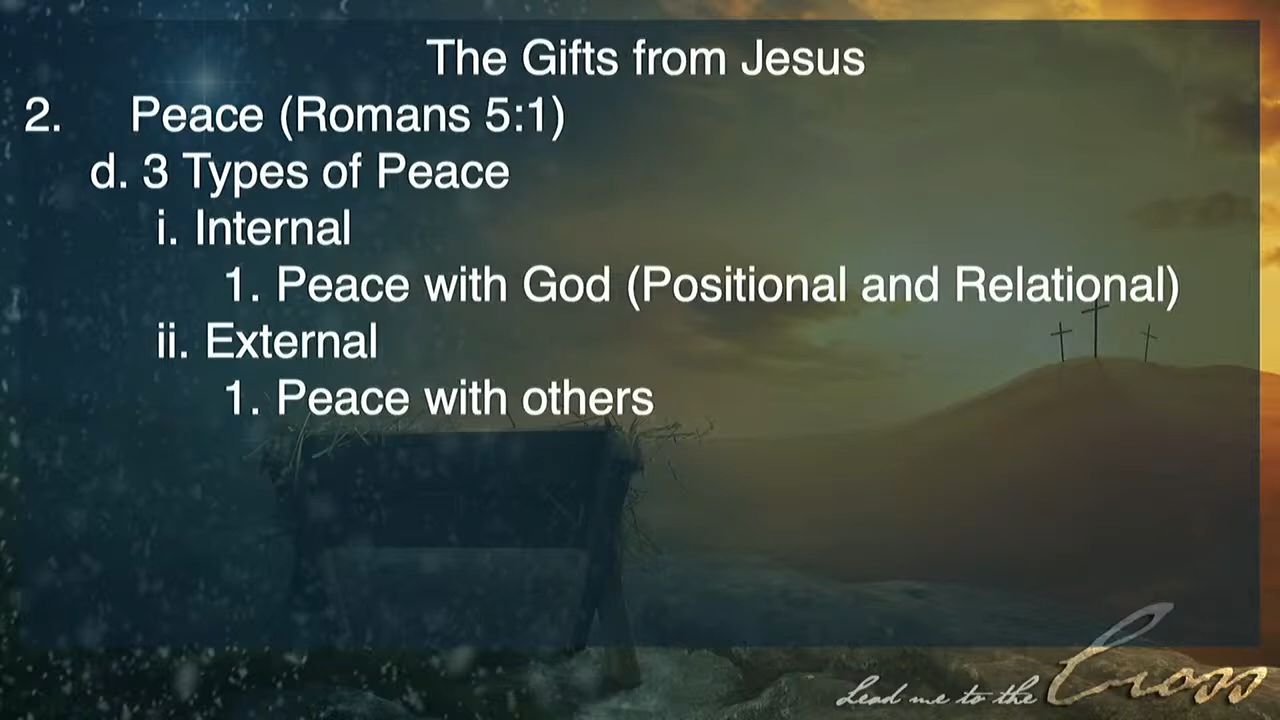 The Gifts from Jesus
2. Peace (Romans 5:1)
d. 3 Types of Peace
i. Internal
1. Peace with God (Positional and Relational)
ii. External
1. Peace with others
Lead me to the Cross